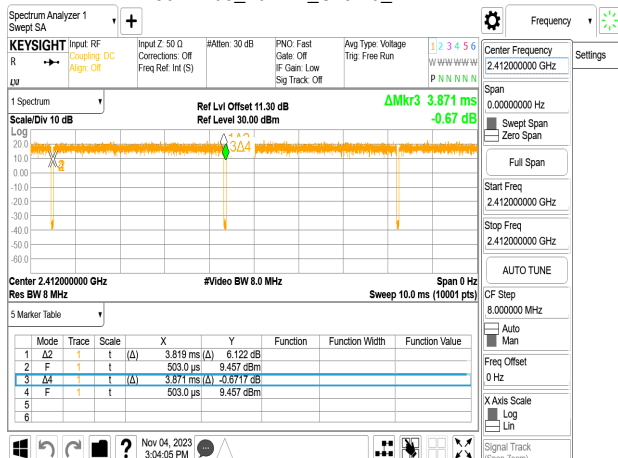 Spectrum Analyzer 1
Swept SA
Frequency
Settings
KEYSIGHT
R
LXI
Input: RF
Coupling: DC
Align: Off
Input Z: 50 Ω
Corrections: Off
Freq Ref: Int (S)
#Atten: 30 dB
PNO: Fast
Gate: Off
IF Gain: Low
Sig Track: Off
Avg Type: Voltage
Trig: Free Run
1 2 3 4 5 6
W W W W W W
P N N N N N
1 Spectrum
Scale/Div 10 dB
Ref Lvl Offset 11.30 dB
Ref Level 30.00 dBm
ΔMkr3 3.871 ms
-0.67 dB
Log
20.0
10.0
0.00
-10.0
-20.0
-30.0
-40.0
-50.0
-60.0
3Δ4
Center 2.412000000 GHz
Res BW 8 MHz
#Video BW 8.0 MHz
Span 0 Hz
Sweep 10.0 ms (10001 pts)
5 Marker Table
Mode Trace Scale X Y Function Function Width Function Value
1 Δ2 1 t (Δ) 3.819 ms (Δ) 6.122 dB
2 F 1 t 503.0 µs 9.457 dBm
3 Δ4 1 t (Δ) 3.871 ms (Δ) -0.6717 dB
4 F 1 t 503.0 µs 9.457 dBm
5
6
Nov 04, 2023
3:04:05 PM
Center Frequency
2.412000000 GHz
Span
0.00000000 Hz
Swept Span
Zero Span
Full Span
Start Freq
2.412000000 GHz
Stop Freq
2.412000000 GHz
AUTO TUNE
CF Step
8.000000 MHz
Auto
Man
Freq Offset
0 Hz
X Axis Scale
Log
Lin
Signal Track
(Span Zoom)